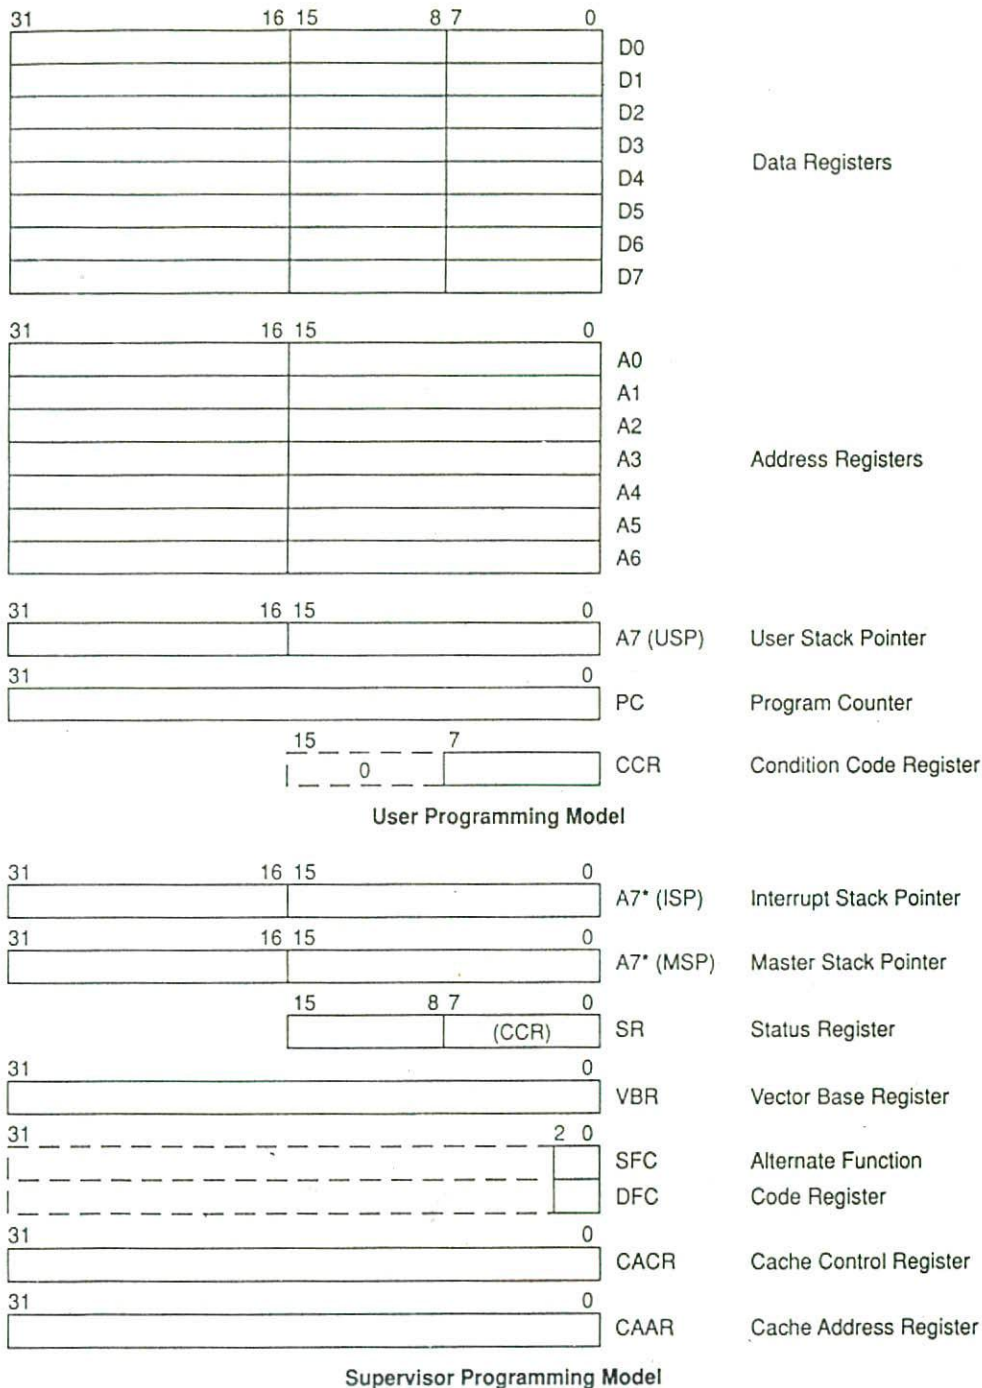 31 16 15 8 7 0
D0
D1
D2
D3
Data Registers
D4
D5
D6
D7
31 16 15 0
A0
A1
A2
A3 Address Registers
A4
A5
A6
31 16 15 0
A7 (USP) User Stack Pointer
31 0
PC Program Counter
15 7
0 CCR Condition Code Register
User Programming Model
31 16 15 0
A7* (ISP) Interrupt Stack Pointer
31 16 15 0
A7* (MSP) Master Stack Pointer
15 8 7 0
(CCR) SR Status Register
31 0
VBR Vector Base Register
31 2 0
SFC Alternate Function
DFC Code Register
31 0
CACR Cache Control Register
31 0
CAAR Cache Address Register
Supervisor Programming Model